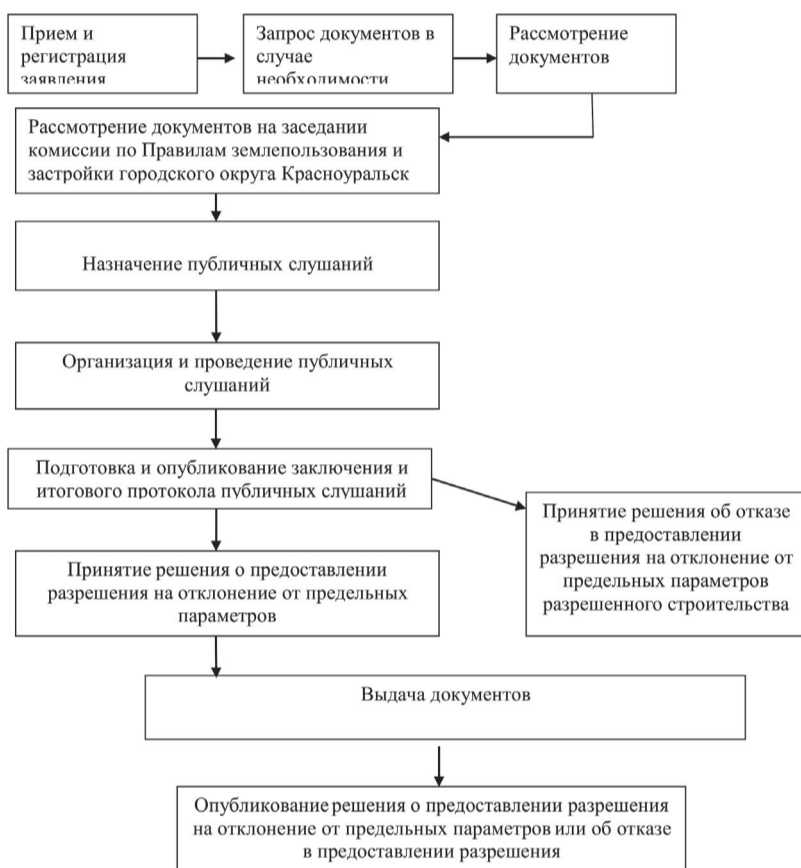 Прием и
регистрация
заявления
Запрос документов в
случае
необходимости
Рассмотрение
документов
Рассмотрение документов на заседании
комиссии по Правилам землепользования и
застройки городского округа Красноуральск
Назначение публичных слушаний
Организация и проведение публичных
слушаний
Подготовка и опубликование заключения и
итогового протокола публичных слушаний
Принятие решения об отказе
в предоставлении
разрешения на отклонение от
предельных параметров
разрешенного строительства
Принятие решения о предоставлении
разрешения на отклонение от предельных
параметров
Выдача документов
Опубликование решения о предоставлении разрешения
на отклонение от предельных параметров или об отказе
в предоставлении разрешения